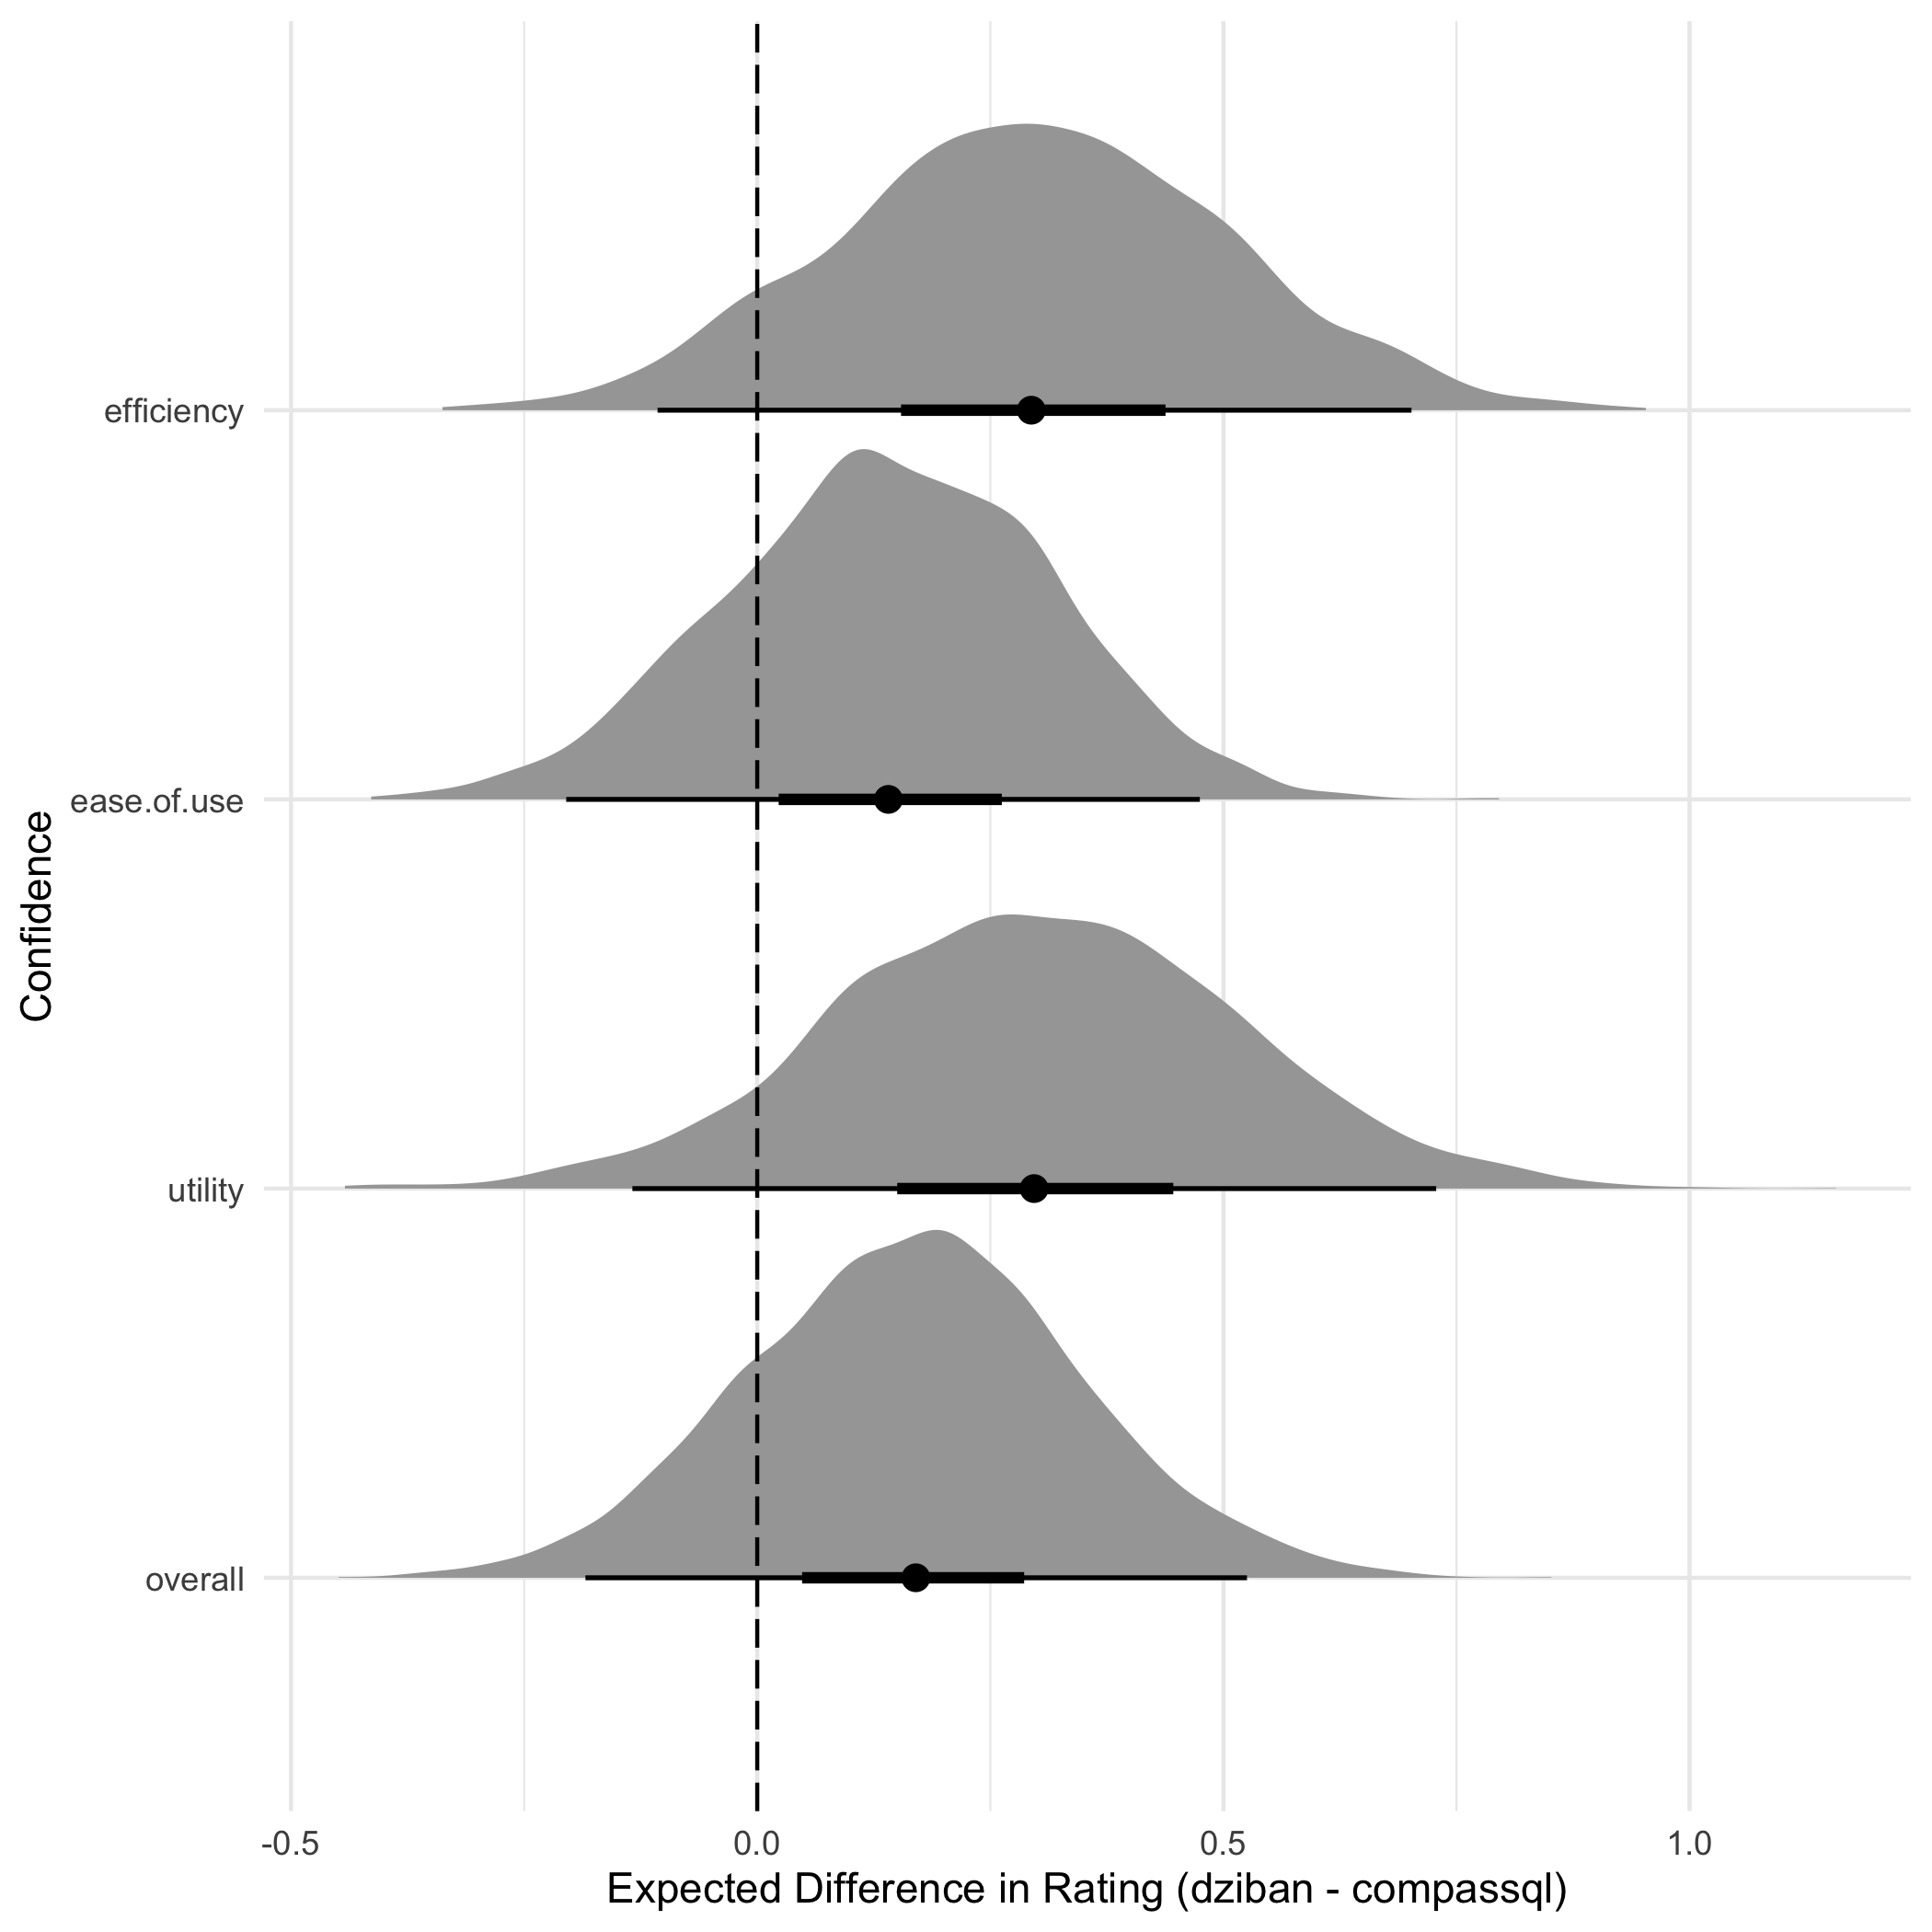 Confidence
efficiency
ease.of.use
utility
overall
-0.5 0.0 0.5 1.0
Expected Difference in Rating (dziban - compassql)